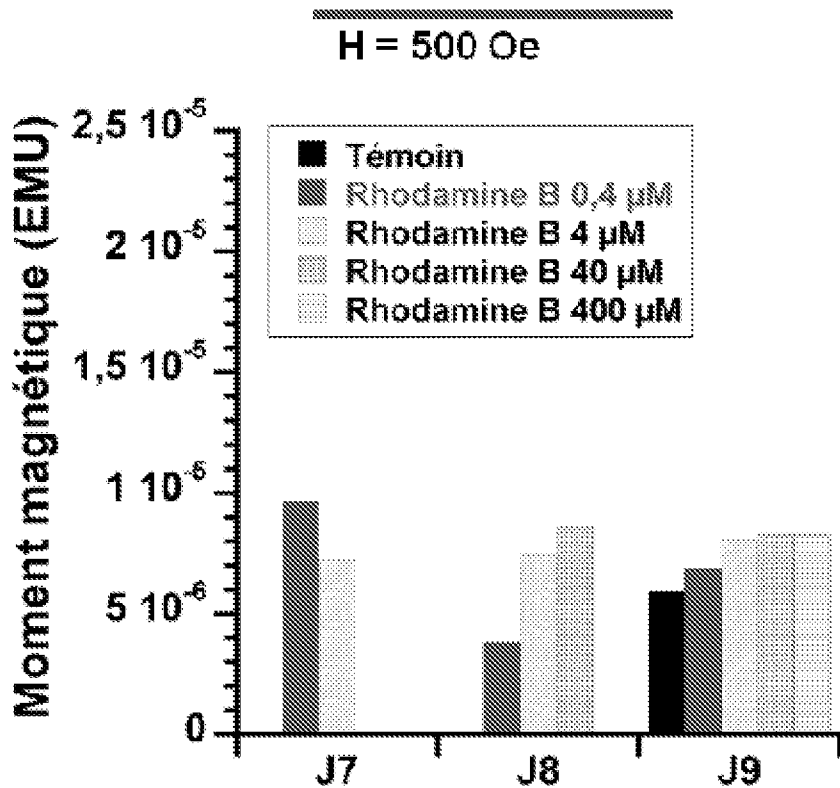 H = 500 Oe
Moment magnétique (EMU)
2,5 10⁻⁵
2 10⁻⁵
1,5 10⁻⁵
1 10⁻⁵
5 10⁻⁶
0
Témoin
Rhodamine B 0,4 µM
Rhodamine B 4 µM
Rhodamine B 40 µM
Rhodamine B 400 µM
J7
J8
J9